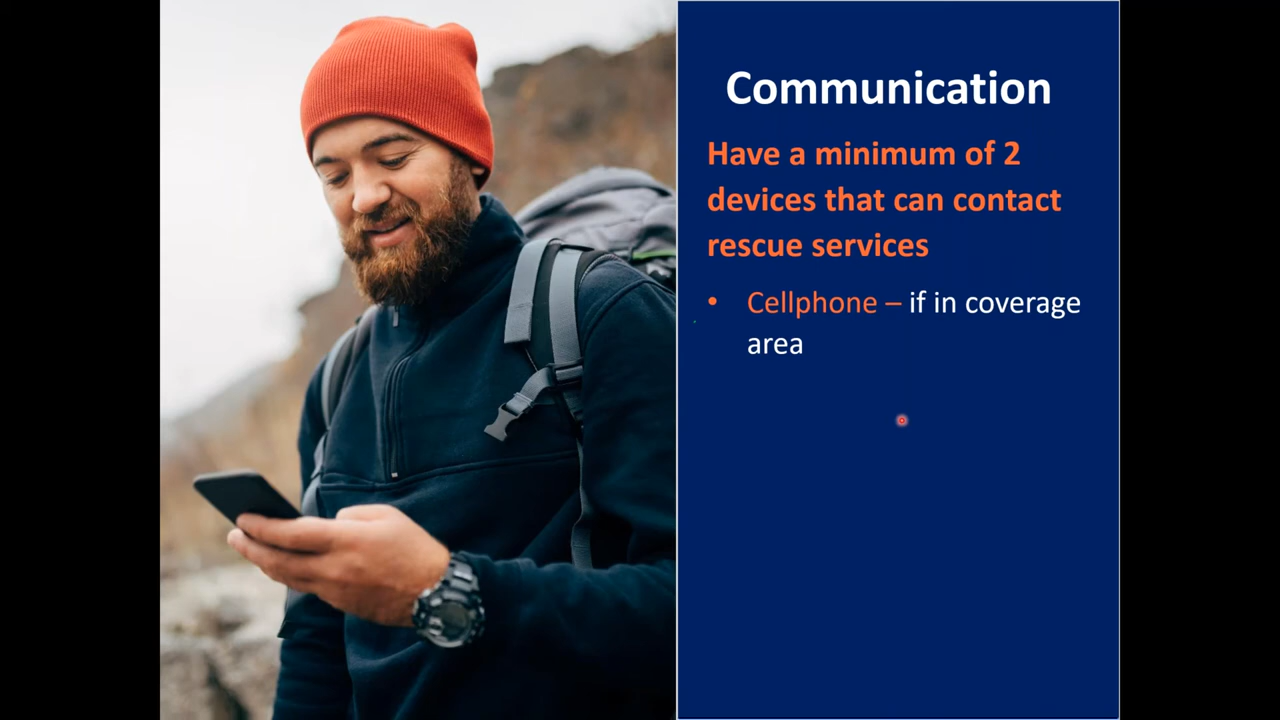 Communication
Have a minimum of 2
devices that can contact
rescue services
• Cellphone – if in coverage
area